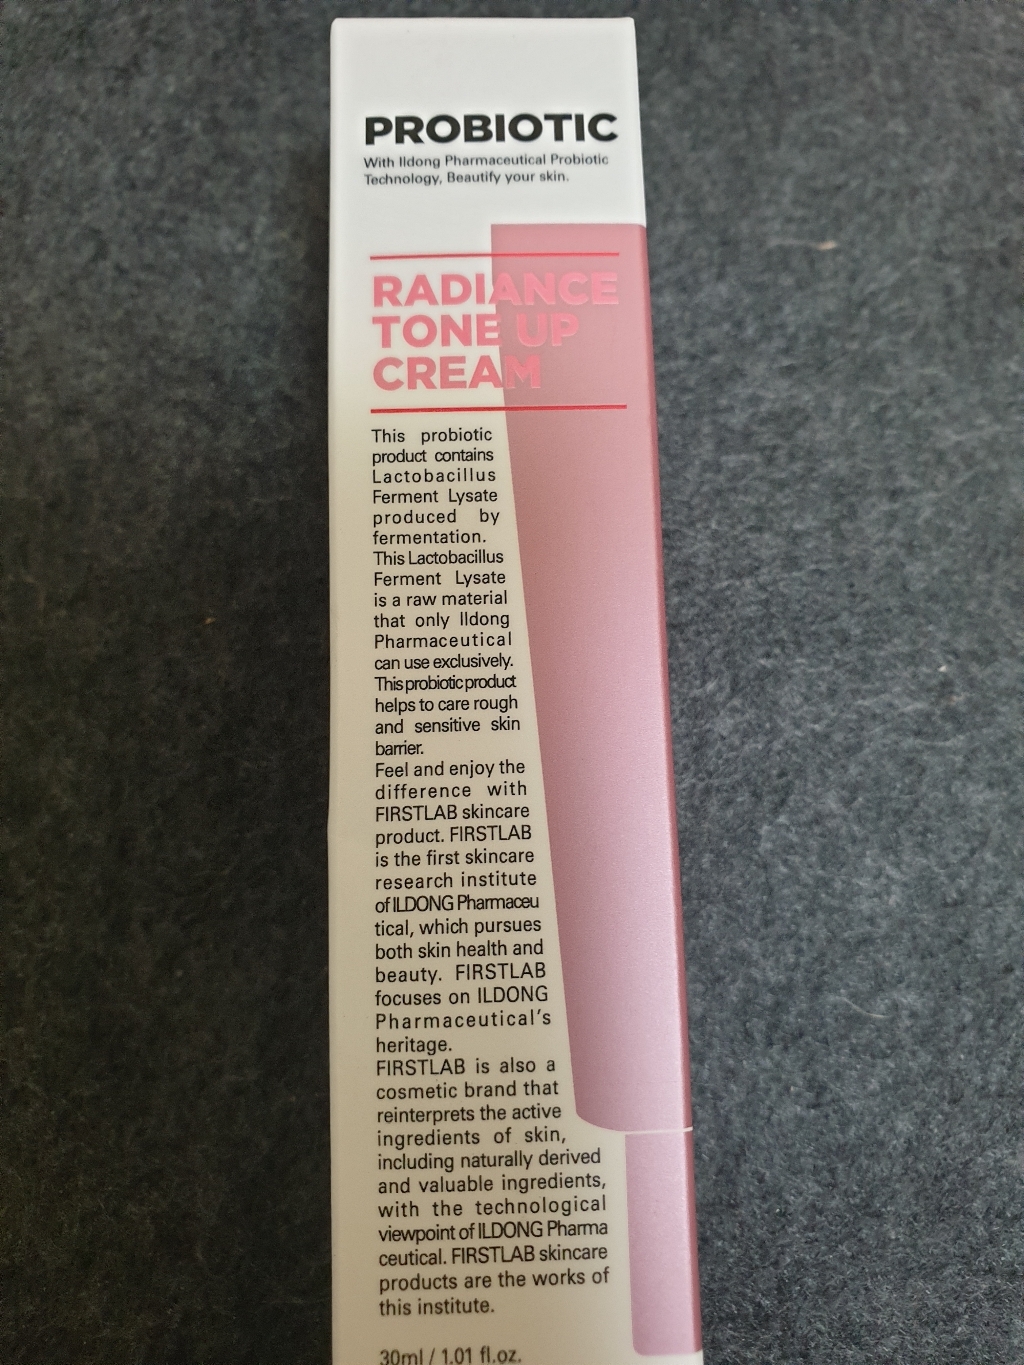 PROBIOTIC
With Ildong Pharmaceutical Probiotic
Technology, Beautify your skin.
RADIANCE
TONE UP
CREAM
This probiotic
product contains
Lactobacillus
Ferment Lysate
produced by
fermentation.
This Lactobacillus
Ferment Lysate
is a raw material
that only Ildong
Pharmaceutical
can use exclusively.
This probiotic product
helps to care rough
and sensitive skin
barrier.
Feel and enjoy the
difference with
FIRSTLAB skincare
product. FIRSTLAB
is the first skincare
research institute
of ILDONG Pharmaceu
tical, which pursues
both skin health and
beauty. FIRSTLAB
focuses on ILDONG
Pharmaceutical's
heritage.
FIRSTLAB is also a
cosmetic brand that
reinterprets the active
ingredients of skin,
including naturally derived
and valuable ingredients,
with the technological
viewpoint of ILDONG Pharma
ceutical. FIRSTLAB skincare
products are the works of
this institute.
30ml / 1.01 fl.oz.